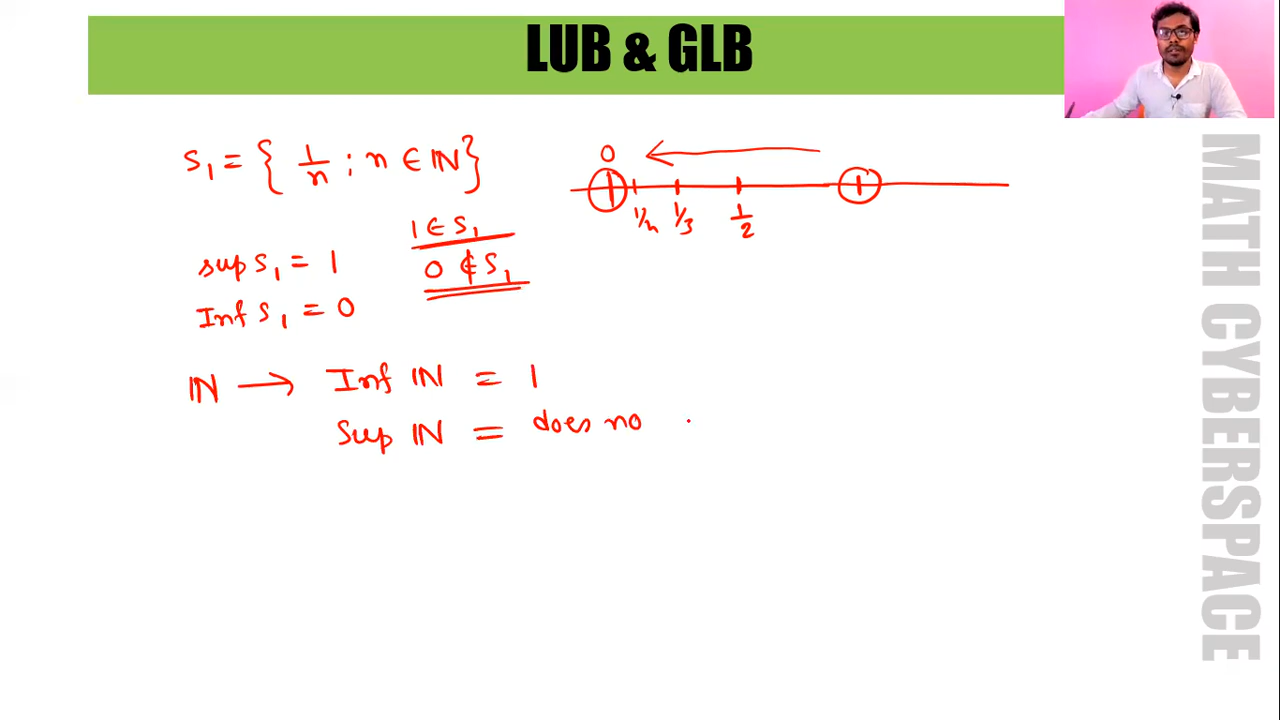 LUB & GLB
S₁ = { 1/n ; n ∈ ℕ }
0
1/n 1/3 1/2
1 ∈ S₁
sup S₁ = 1
0 ∉ S₁
Inf S₁ = 0
ℕ → Inf ℕ = 1
Sup ℕ = does no
MATH CYBERSPACE